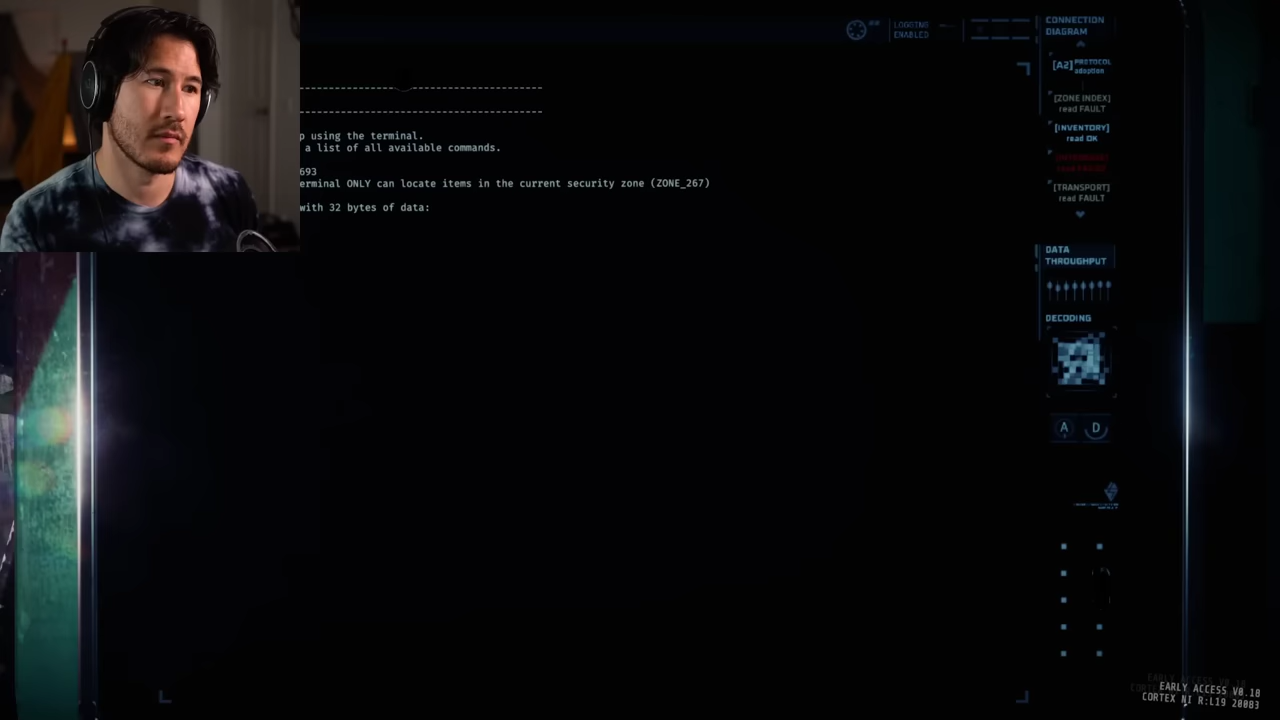 LOGGING
ENABLED
CONNECTION
DIAGRAM
[A2] PROTOCOL
adoption
[ZONE INDEX]
read FAULT
p using the terminal.
a list of all available commands.
[INVENTORY]
read OK
693
erminal ONLY can locate items in the current security zone (ZONE_267)
[TRANSPORT]
read FAULT
with 32 bytes of data:
DATA
THROUGHPUT
DECODING
A D
EARLY ACCESS V0.18
CORTEX NI R:L19 200B3